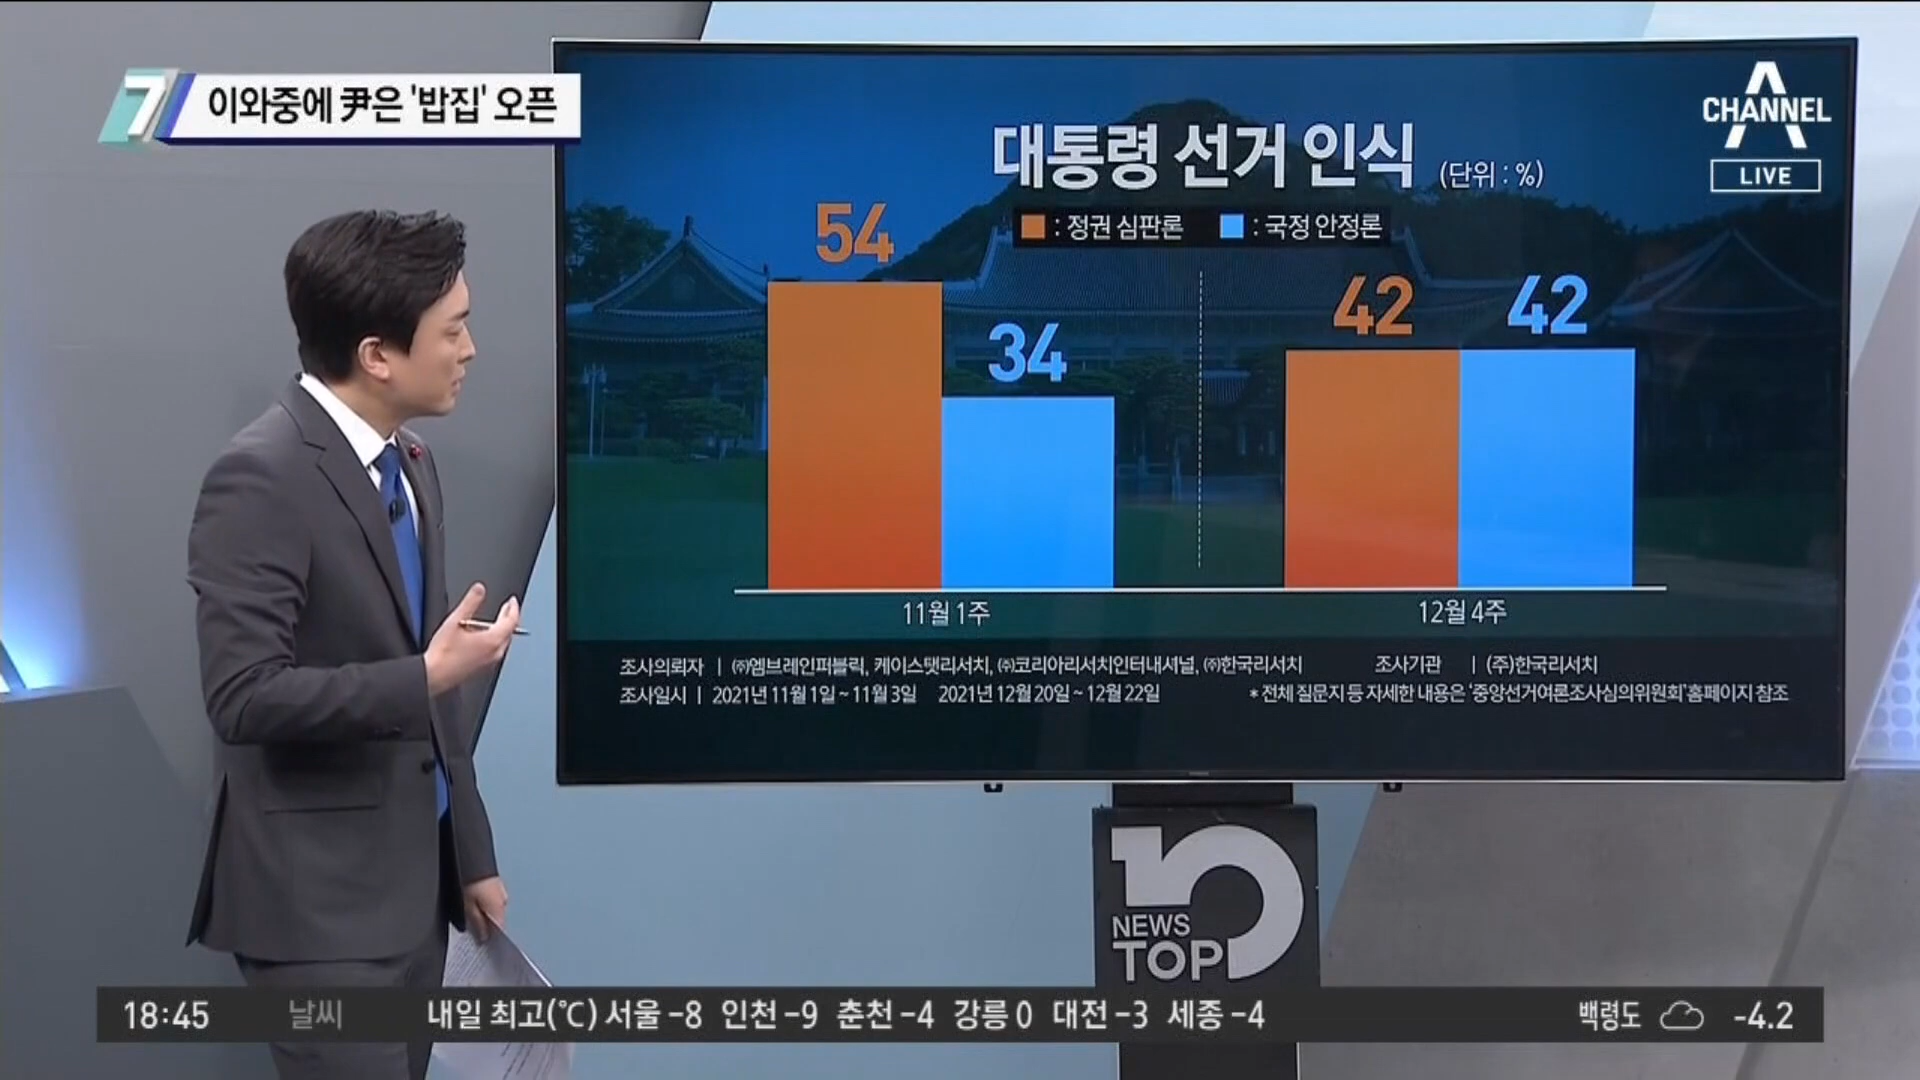 7 이와중에 尹은 '밥집' 오픈
CHANNEL A
LIVE
대통령 선거 인식 (단위 : %)
: 정권 심판론 : 국정 안정론
54
34
42
42
11월 1주
12월 4주
조사의뢰자 | ㈜엠브레인퍼블릭, 케이스탯리서치, ㈜코리아리서치인터내셔널, ㈜한국리서치 조사기관 | (주)한국리서치
조사일시 | 2021년 11월 1일 ~ 11월 3일 2021년 12월 20일 ~ 12월 22일 * 전체 질문지 등 자세한 내용은 '중앙선거여론조사심의위원회' 홈페이지 참조
10
NEWS
TOP
18:45 날씨 내일 최고(℃) 서울 -8 인천 -9 춘천 -4 강릉 0 대전 -3 세종 -4 백령도 -4.2